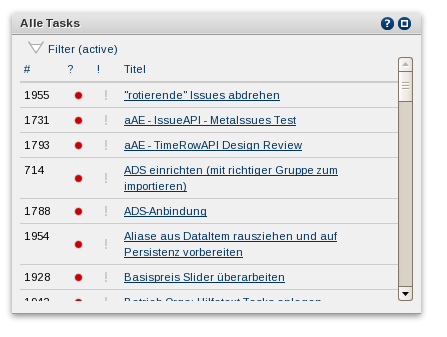 Alle Tasks
Filter (active)
# ? ! Titel
1955 ! "rotierende" Issues abdrehen
1731 ! aAE - IssueAPI - MetaIssues Test
1793 ! aAE - TimeRowAPI Design Review
714 ! ADS einrichten (mit richtiger Gruppe zum
importieren)
1788 ! ADS-Anbindung
1954 ! Aliase aus DataItem rausziehen und auf
Persistenz vorbereiten
1928 ! Basispreis Slider überarbeiten